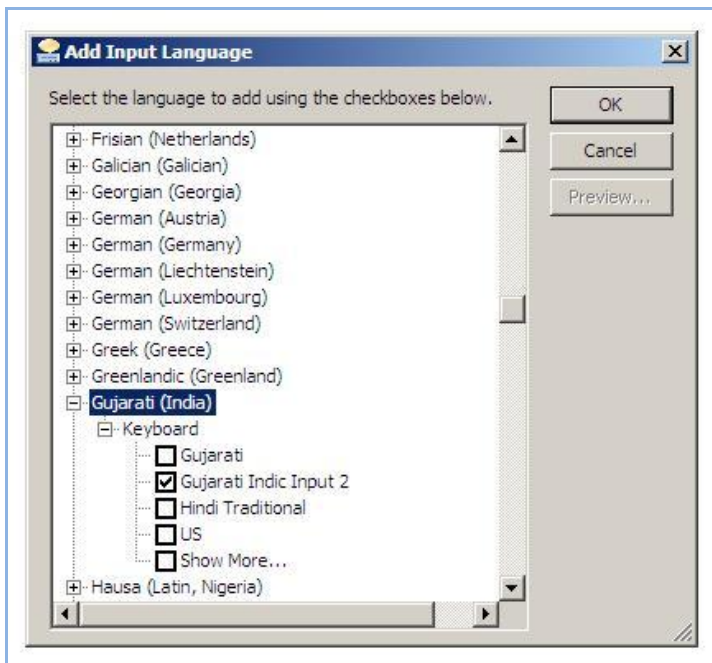 Add Input Language
Select the language to add using the checkboxes below.
OK
Cancel
Preview...
Frisian (Netherlands)
Galician (Galician)
Georgian (Georgia)
German (Austria)
German (Germany)
German (Liechtenstein)
German (Luxembourg)
German (Switzerland)
Greek (Greece)
Greenlandic (Greenland)
Gujarati (India)
Keyboard
Gujarati
Gujarati Indic Input 2
Hindi Traditional
US
Show More...
Hausa (Latin, Nigeria)